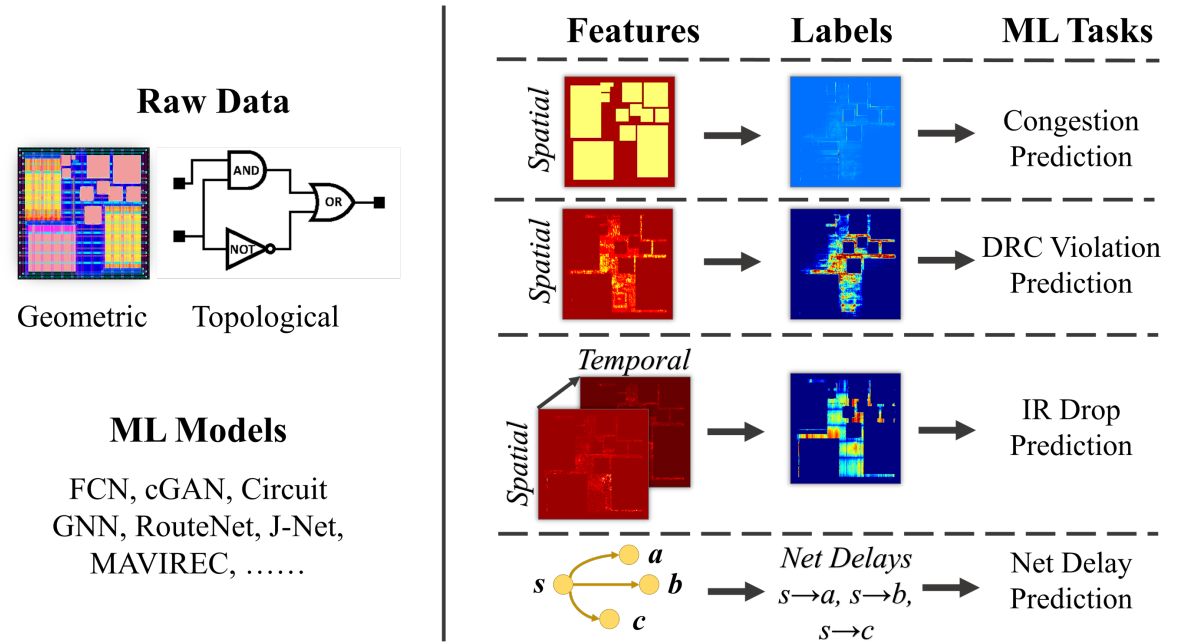 Raw Data
AND
OR
NOT
Geometric
Topological
ML Models
FCN, cGAN, Circuit
GNN, RouteNet, J-Net,
MAVIREC, ……
Features
Labels
ML Tasks
Spatial
Congestion
Prediction
Spatial
DRC Violation
Prediction
Temporal
Spatial
IR Drop
Prediction
s
a
b
c
Net Delays
s→a, s→b,
s→c
Net Delay
Prediction